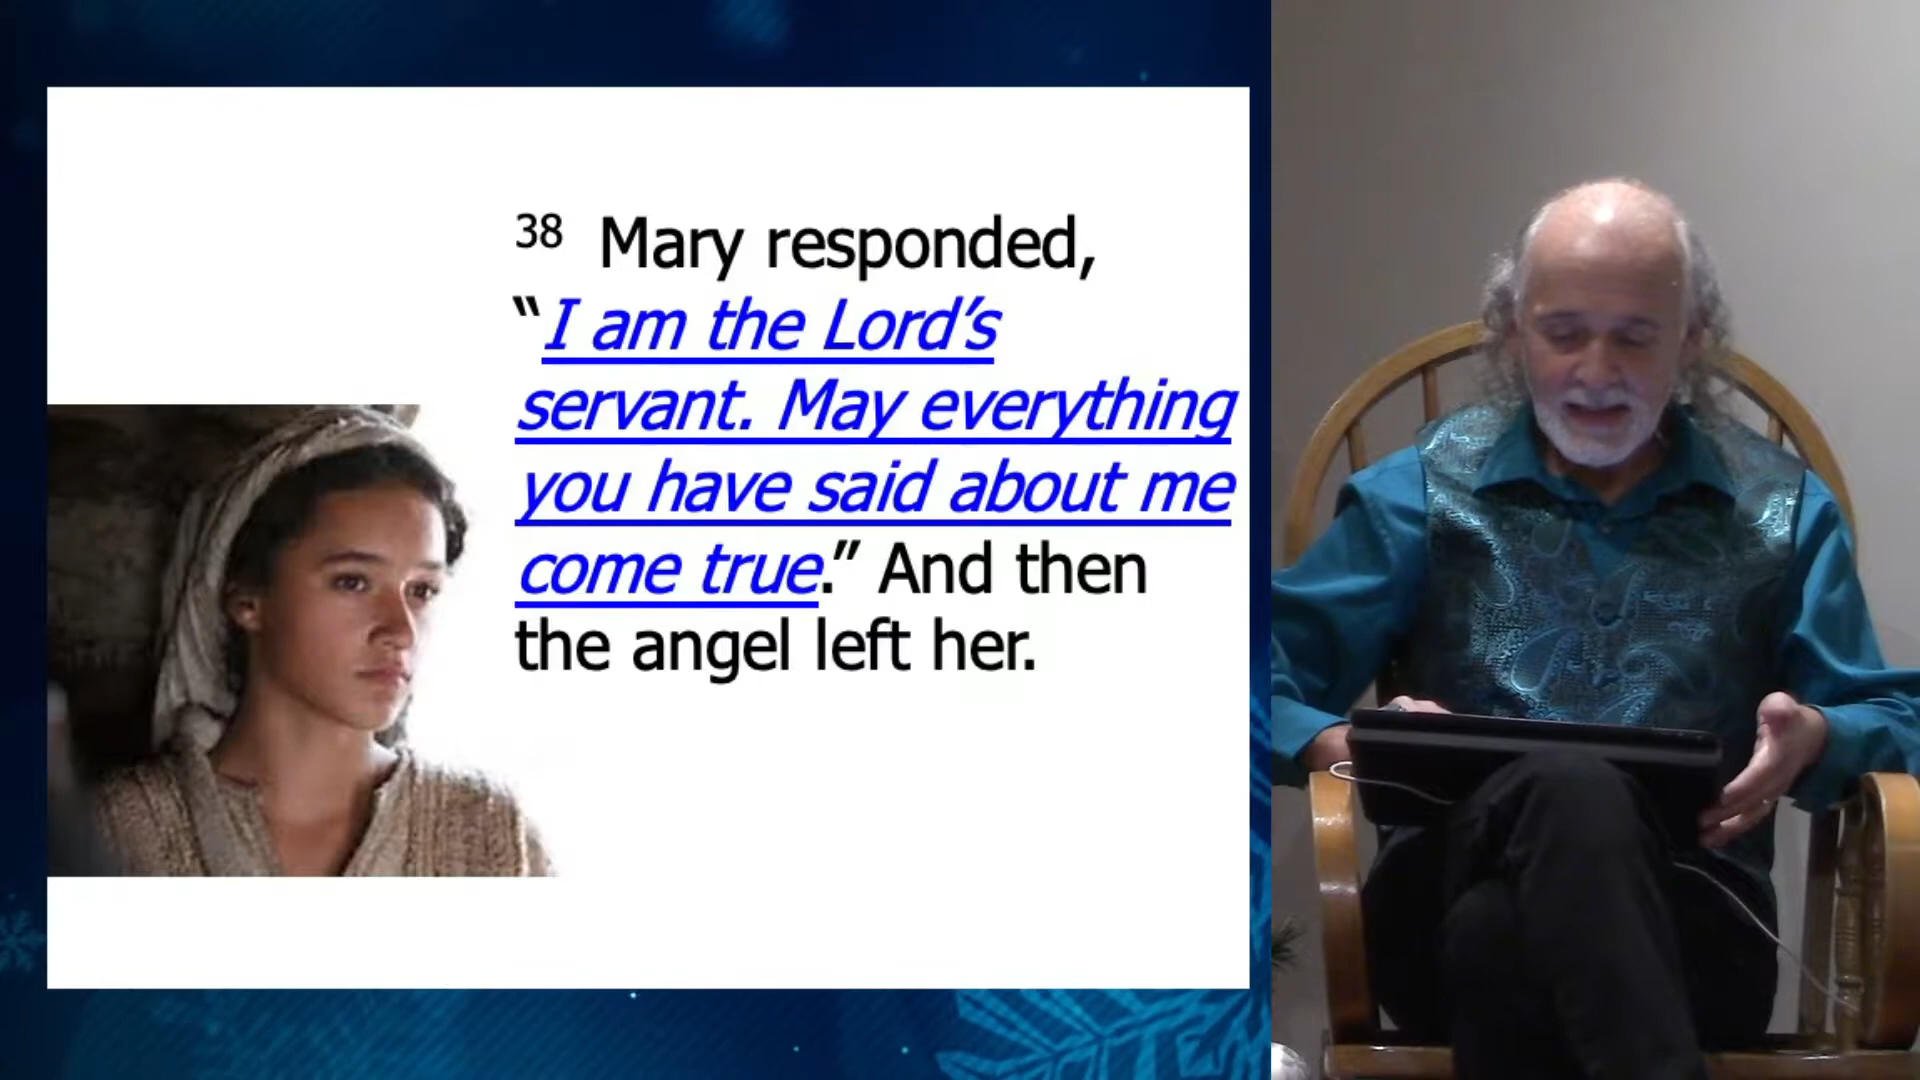 38 Mary responded,
“I am the Lord’s
servant. May everything
you have said about me
come true.” And then
the angel left her.